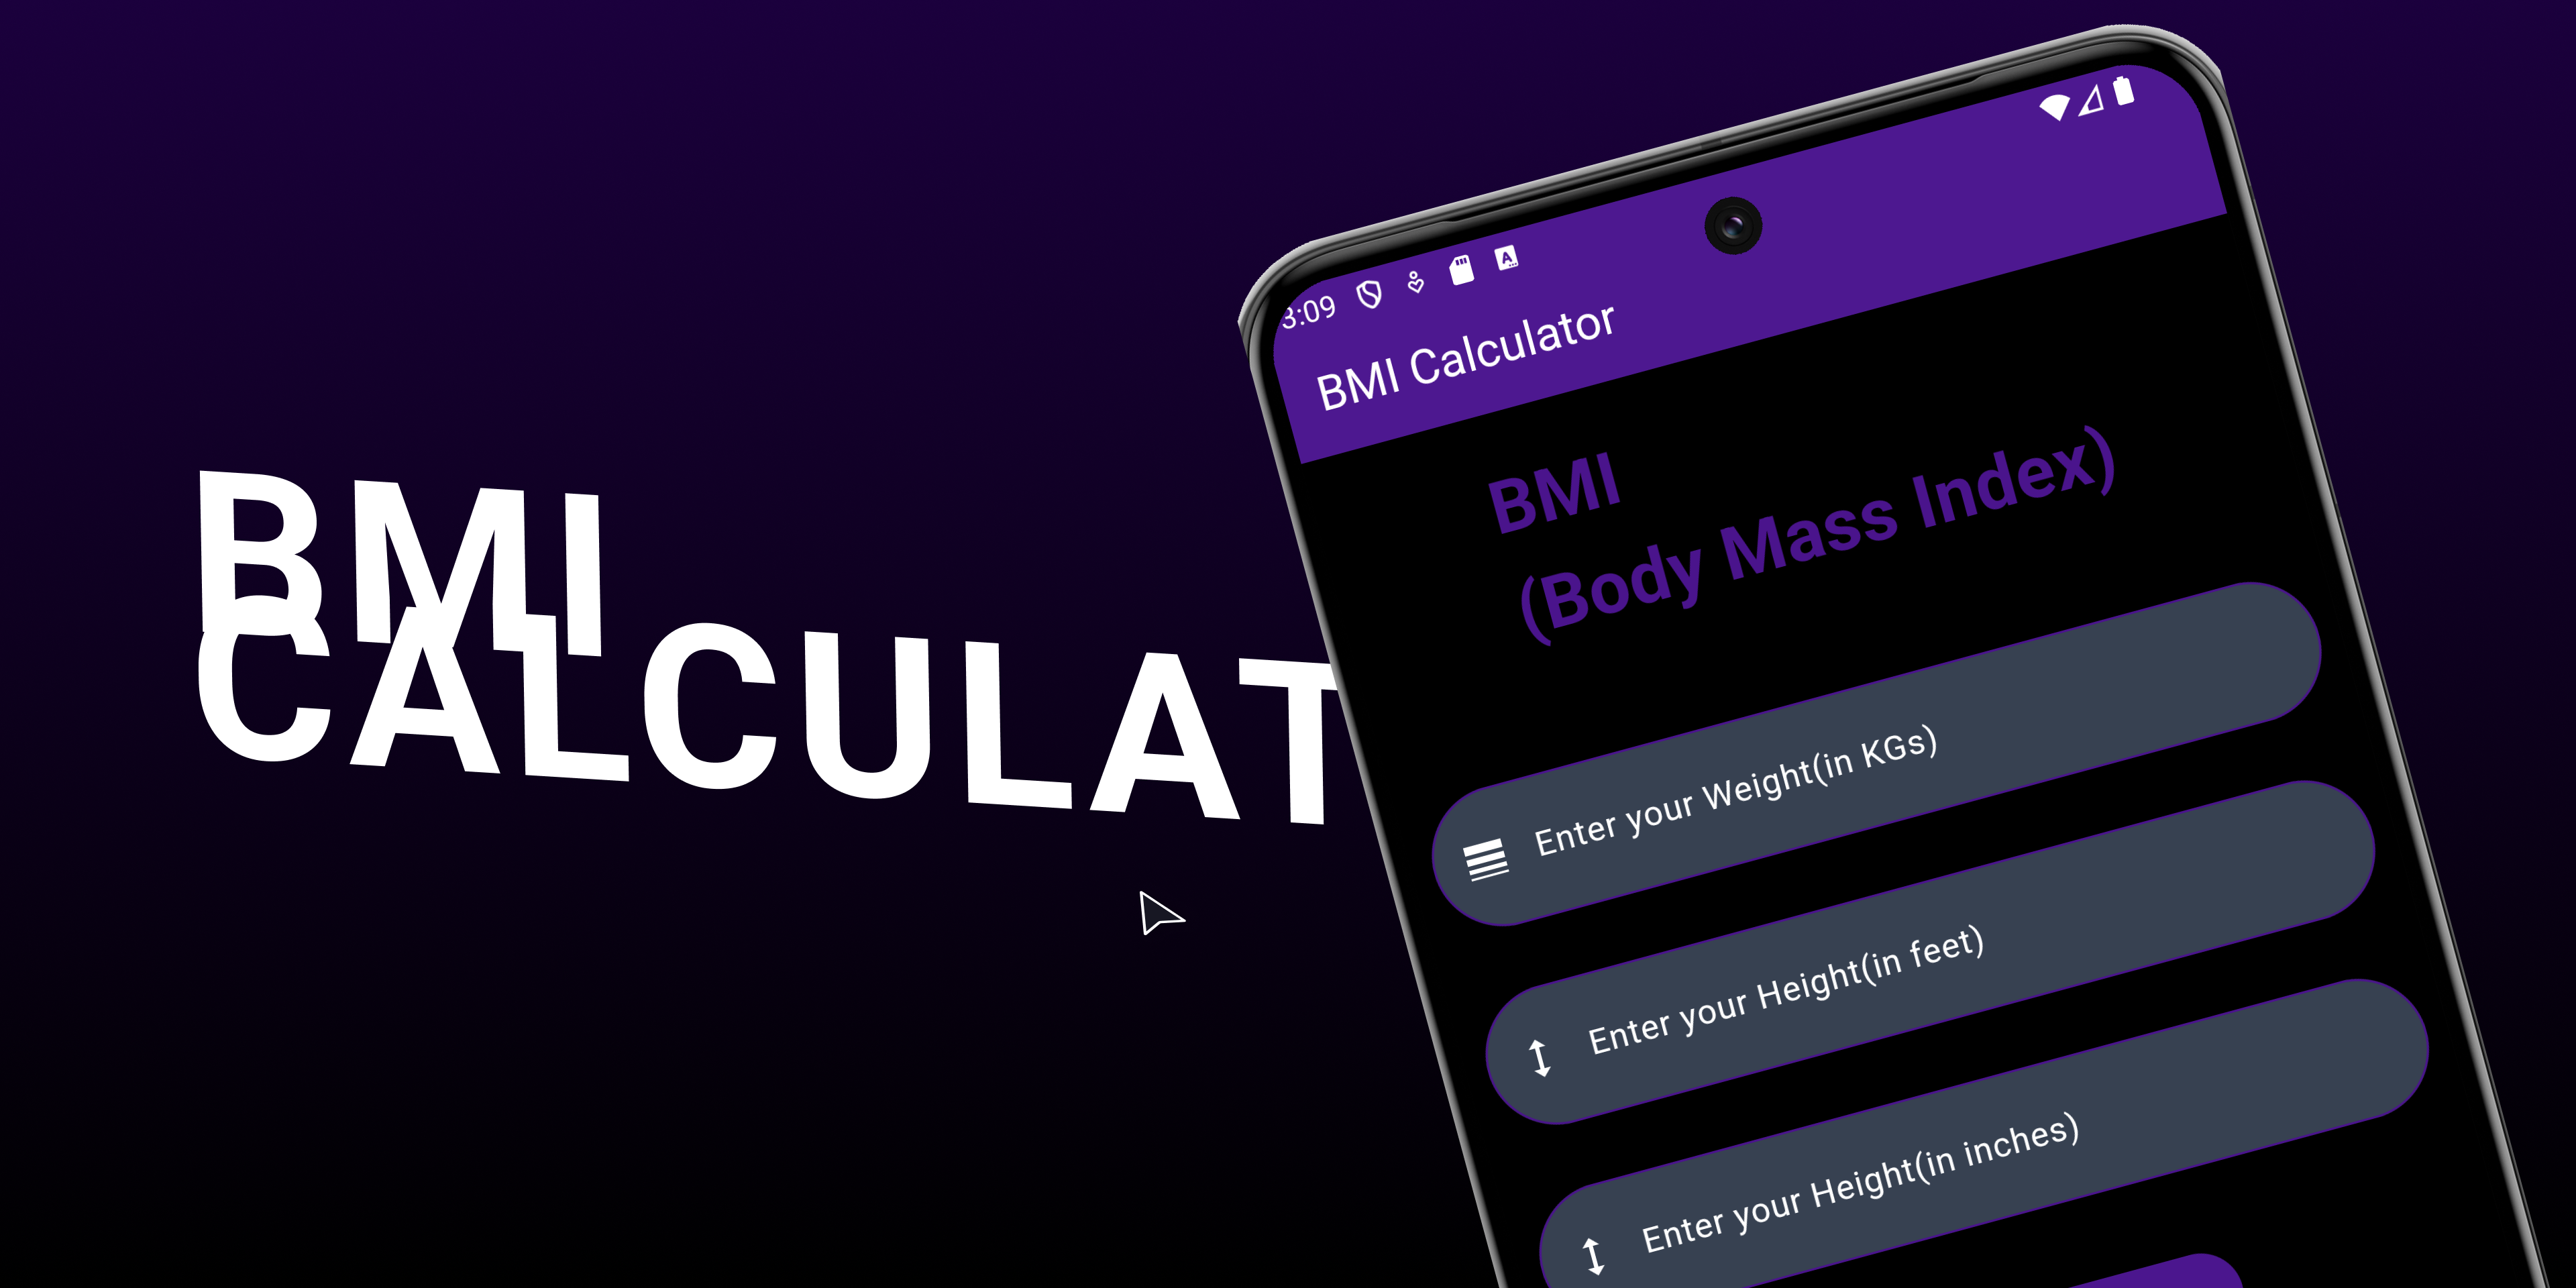 BMI
CALCULAT
3:09
BMI Calculator
BMI
(Body Mass Index)
Enter your Weight(in KGs)
Enter your Height(in feet)
Enter your Height(in inches)